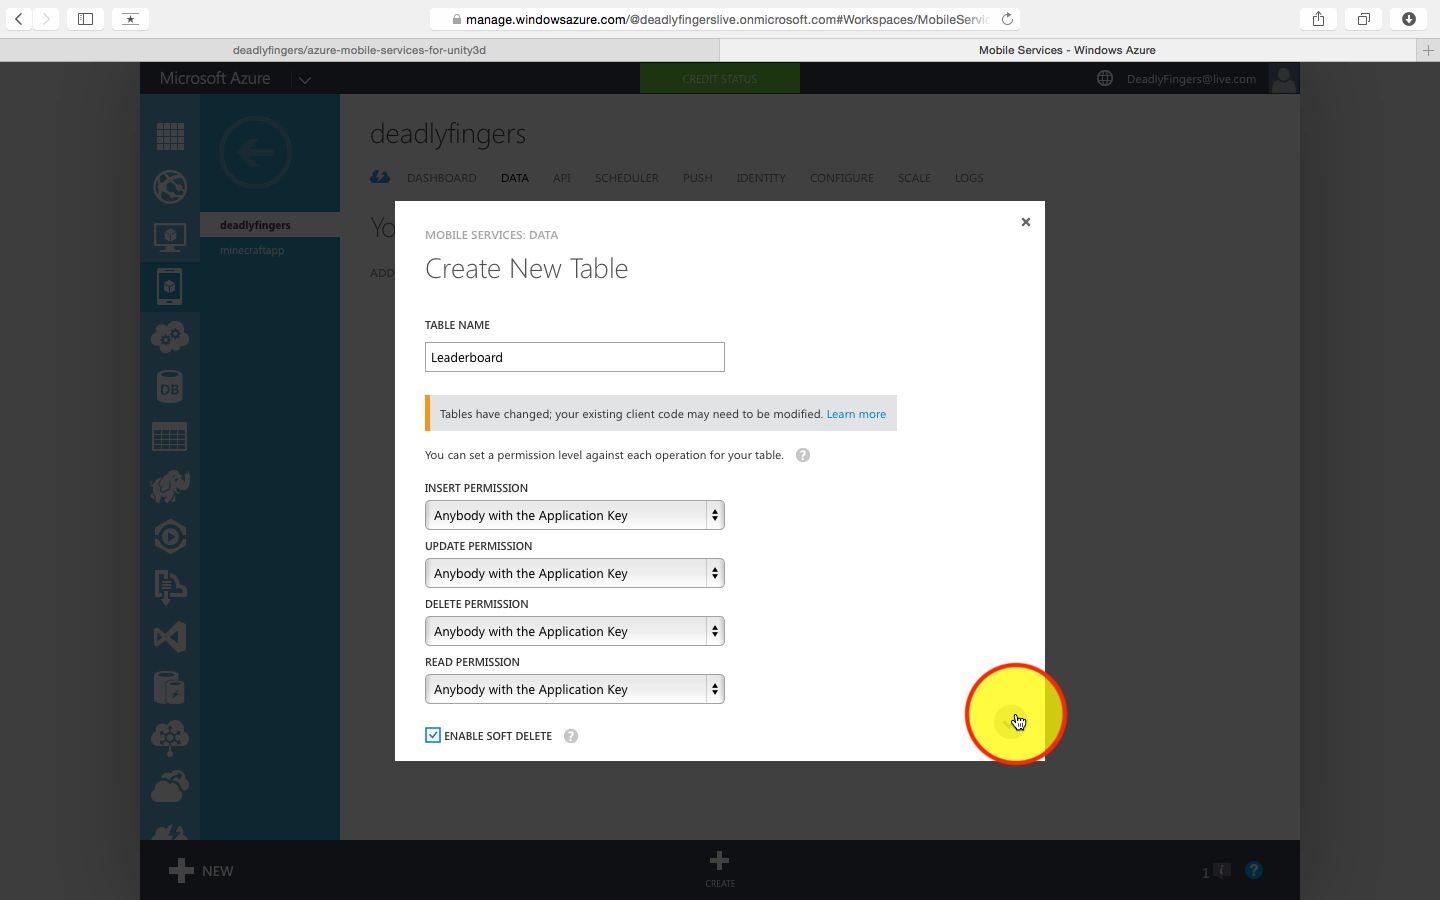 manage.windowsazure.com/@deadlyfingerslive.onmicrosoft.com#Workspaces/MobileServic
deadlyfingers/azure-mobile-services-for-unity3d
Mobile Services - Windows Azure
Microsoft Azure
CREDIT STATUS
DeadlyFingers@live.com
deadlyfingers
DASHBOARD DATA API SCHEDULER PUSH IDENTITY CONFIGURE SCALE LOGS
deadlyfingers
minecraftapp
Yo
ADD
MOBILE SERVICES: DATA
Create New Table
TABLE NAME
Leaderboard
Tables have changed; your existing client code may need to be modified. Learn more
You can set a permission level against each operation for your table. ?
INSERT PERMISSION
Anybody with the Application Key
UPDATE PERMISSION
Anybody with the Application Key
DELETE PERMISSION
Anybody with the Application Key
READ PERMISSION
Anybody with the Application Key
ENABLE SOFT DELETE ?
DB
NEW
CREATE
1 i ?